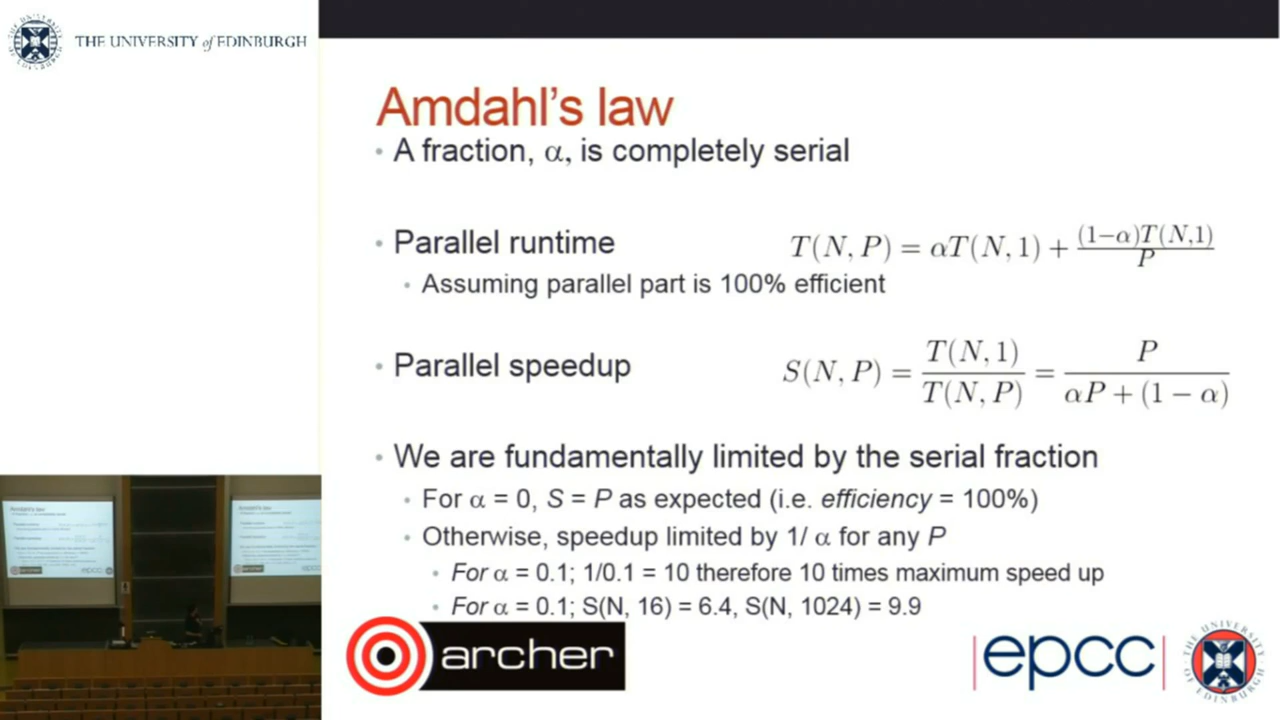 THE UNIVERSITY of EDINBURGH
Amdahl's law
• A fraction, α, is completely serial
• Parallel runtime
T(N, P) = αT(N, 1) + (1−α)T(N,1) / P
• Assuming parallel part is 100% efficient
• Parallel speedup
S(N, P) = T(N, 1) / T(N, P) = P / αP + (1 − α)
• We are fundamentally limited by the serial fraction
• For α = 0, S = P as expected (i.e. efficiency = 100%)
• Otherwise, speedup limited by 1/ α for any P
• For α = 0.1; 1/0.1 = 10 therefore 10 times maximum speed up
• For α = 0.1; S(N, 16) = 6.4, S(N, 1024) = 9.9
archer
epcc